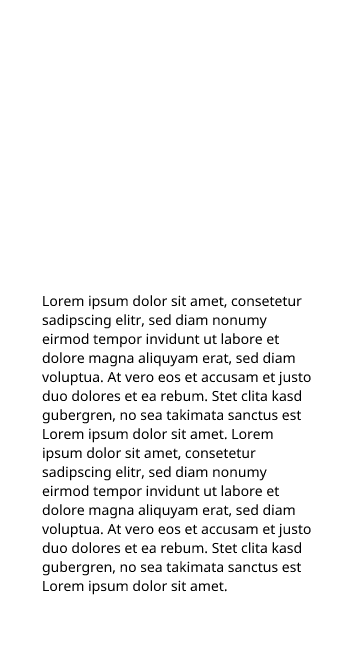 Lorem ipsum dolor sit amet, consetetur
sadipscing elitr, sed diam nonumy
eirmod tempor invidunt ut labore et
dolore magna aliquyam erat, sed diam
voluptua. At vero eos et accusam et justo
duo dolores et ea rebum. Stet clita kasd
gubergren, no sea takimata sanctus est
Lorem ipsum dolor sit amet. Lorem
ipsum dolor sit amet, consetetur
sadipscing elitr, sed diam nonumy
eirmod tempor invidunt ut labore et
dolore magna aliquyam erat, sed diam
voluptua. At vero eos et accusam et justo
duo dolores et ea rebum. Stet clita kasd
gubergren, no sea takimata sanctus est
Lorem ipsum dolor sit amet.